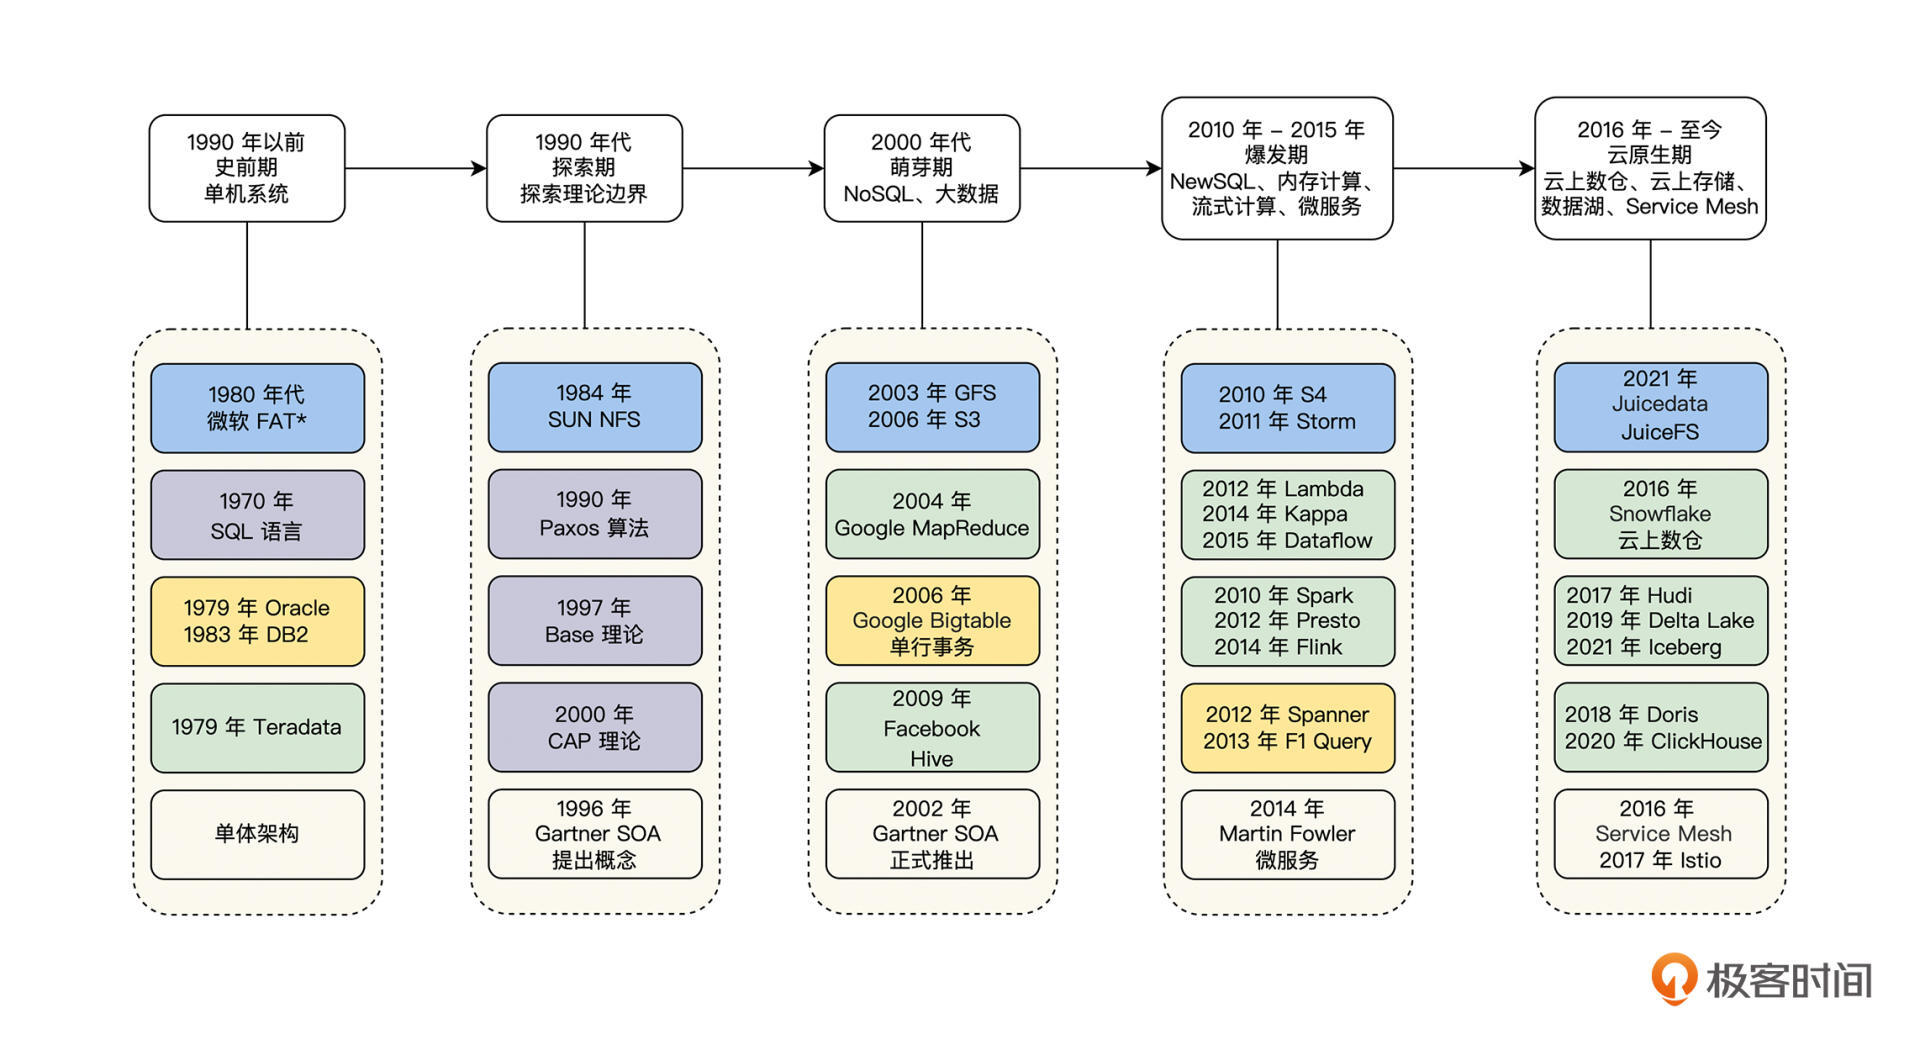 1990 年以前
史前期
单机系统
1990 年代
探索期
探索理论边界
2000 年代
萌芽期
NoSQL、大数据
2010 年 – 2015 年
爆发期
NewSQL、内存计算、
流式计算、微服务
2016 年 – 至今
云原生期
云上数仓、云上存储、
数据湖、Service Mesh
1980 年代
微软 FAT*
1970 年
SQL 语言
1979 年 Oracle
1983 年 DB2
1979 年 Teradata
单体架构
1984 年
SUN NFS
1990 年
Paxos 算法
1997 年
Base 理论
2000 年
CAP 理论
1996 年
Gartner SOA
提出概念
2003 年 GFS
2006 年 S3
2004 年
Google MapReduce
2006 年
Google Bigtable
单行事务
2009 年
Facebook
Hive
2002 年
Gartner SOA
正式推出
2010 年 S4
2011 年 Storm
2012 年 Lambda
2014 年 Kappa
2015 年 Dataflow
2010 年 Spark
2012 年 Presto
2014 年 Flink
2012 年 Spanner
2013 年 F1 Query
2014 年
Martin Fowler
微服务
2021 年
Juicedata
JuiceFS
2016 年
Snowflake
云上数仓
2017 年 Hudi
2019 年 Delta Lake
2021 年 Iceberg
2018 年 Doris
2020 年 ClickHouse
2016 年
Service Mesh
2017 年 Istio
极客时间